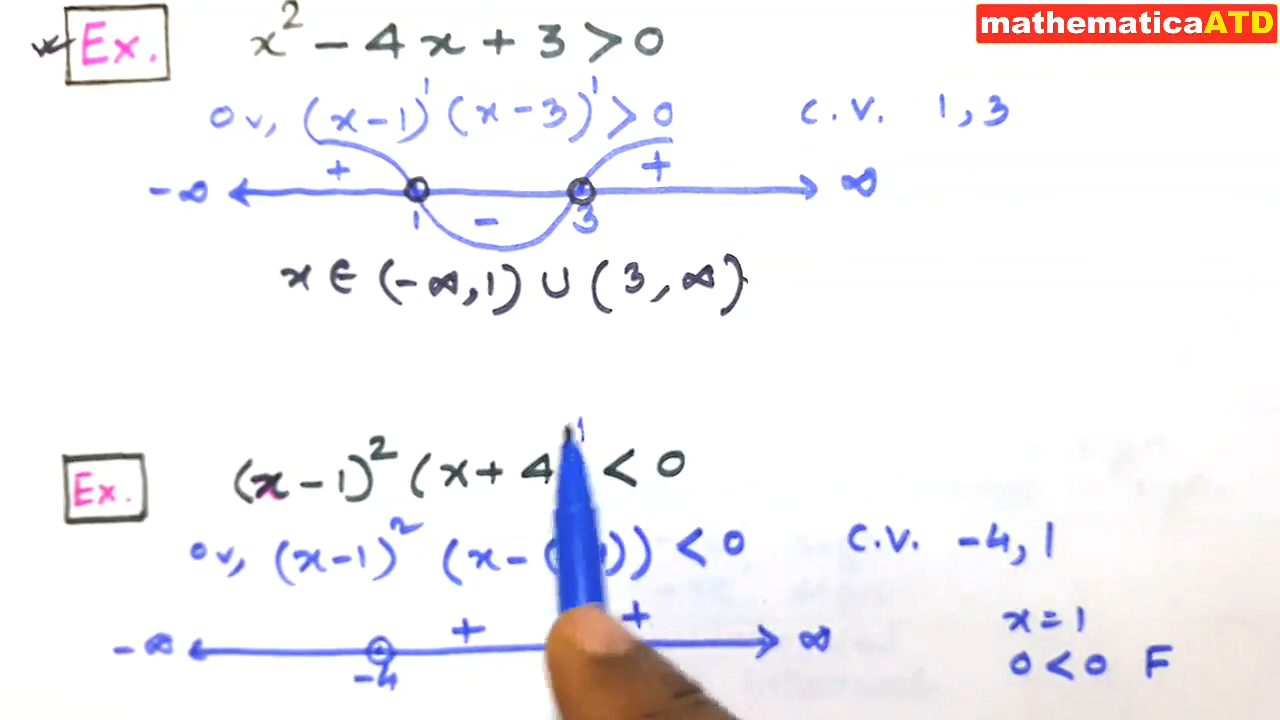 mathematicaATD
Ex. x² - 4x + 3 > 0
or, (x-1)¹ (x-3)¹ > 0 C.V. 1, 3
+ +
-∞ ∞
1 - 3
x ∈ (-∞, 1) ∪ (3, ∞)
Ex. (x-1)² (x+4 ¹ < 0
or, (x-1)² (x-( )) < 0 C.V. -4, 1
+ + x = 1
-∞ ∞ 0 < 0 F
-4